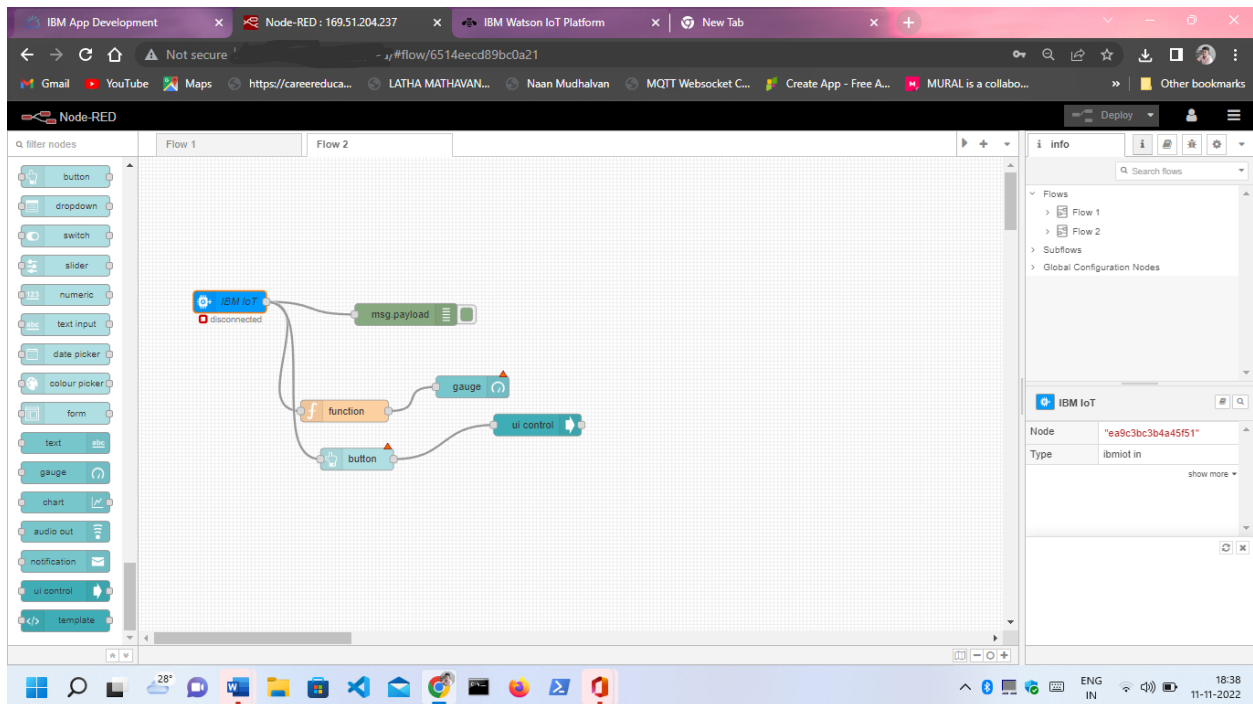 IBM App Development
Node-RED : 169.51.204.237
IBM Watson IoT Platform
New Tab
Not secure
/#flow/6514eecd89bc0a21
Gmail
YouTube
Maps
https://careereduca...
LATHA MATHAVAN...
Naan Mudhalvan
MQTT Websocket C...
Create App - Free A...
MURAL is a collabo...
»
Other bookmarks
Node-RED
Deploy
filter nodes
Flow 1
Flow 2
i info
i
Search flows
button
dropdown
switch
slider
123 numeric
abc text input
date picker
colour picker
form
text abc
gauge
chart
audio out
notification
ui control
</> template
IBM IoT
disconnected
msg.payload
gauge
f function
ui control
button
Flows
Flow 1
Flow 2
Subflows
Global Configuration Nodes
IBM IoT
Node "ea9c3bc3b4a45f51"
Type ibmiot in
show more
28°
ENG
IN
18:38
11-11-2022